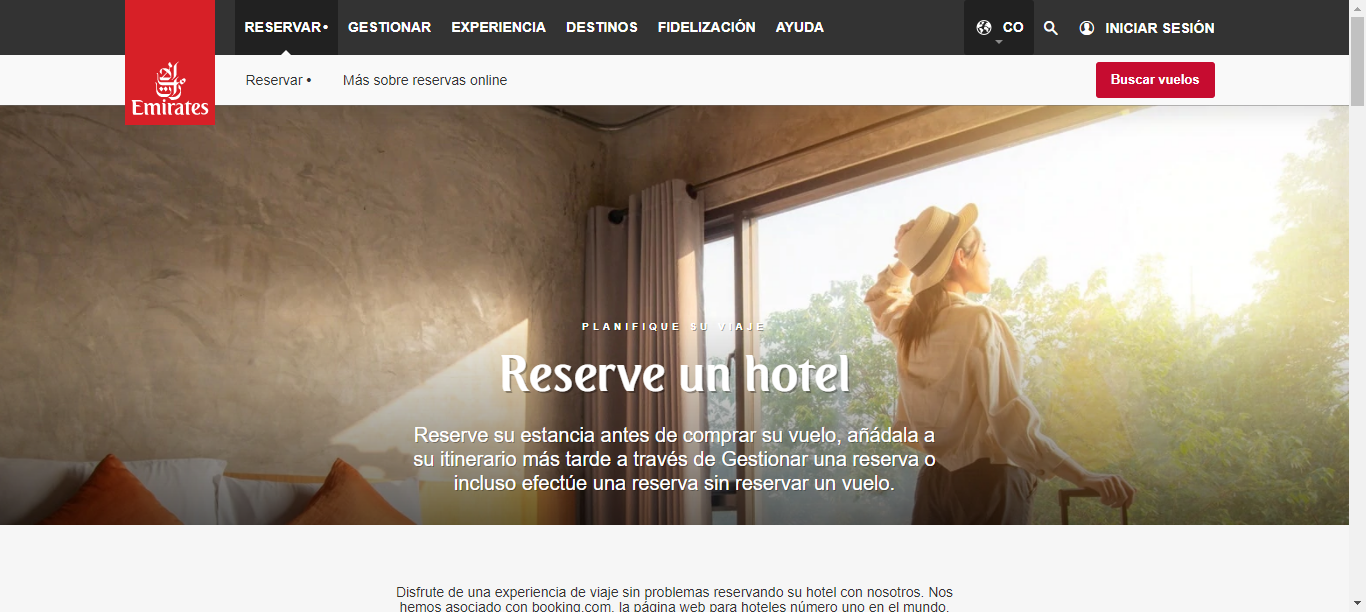 RESERVAR•
GESTIONAR
EXPERIENCIA
DESTINOS
FIDELIZACIÓN
AYUDA
CO
INICIAR SESIÓN
Emirates
Reservar •
Más sobre reservas online
Buscar vuelos
PLANIFIQUE SU VIAJE
Reserve un hotel
Reserve su estancia antes de comprar su vuelo, añádala a
su itinerario más tarde a través de Gestionar una reserva o
incluso efectúe una reserva sin reservar un vuelo.
Disfrute de una experiencia de viaje sin problemas reservando su hotel con nosotros. Nos
hemos asociado con booking.com, la página web para hoteles número uno en el mundo,